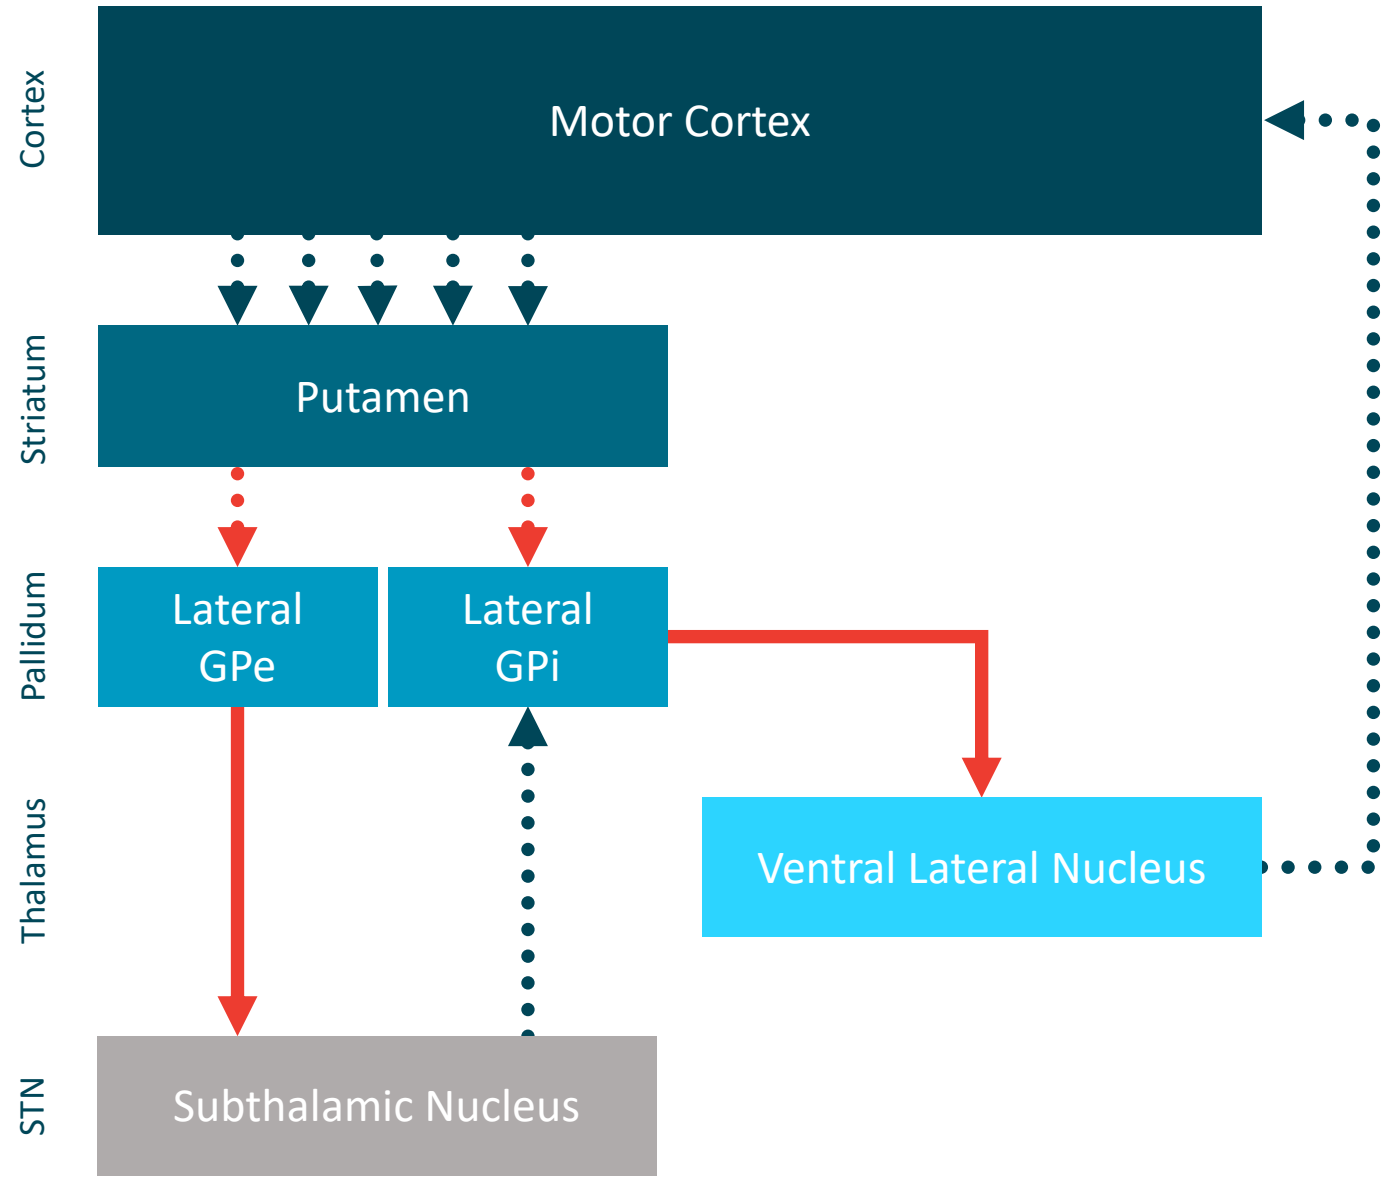 Cortex
Motor Cortex
Striatum
Putamen
Pallidum
Lateral
GPe
Lateral
GPi
Thalamus
Ventral Lateral Nucleus
STN
Subthalamic Nucleus